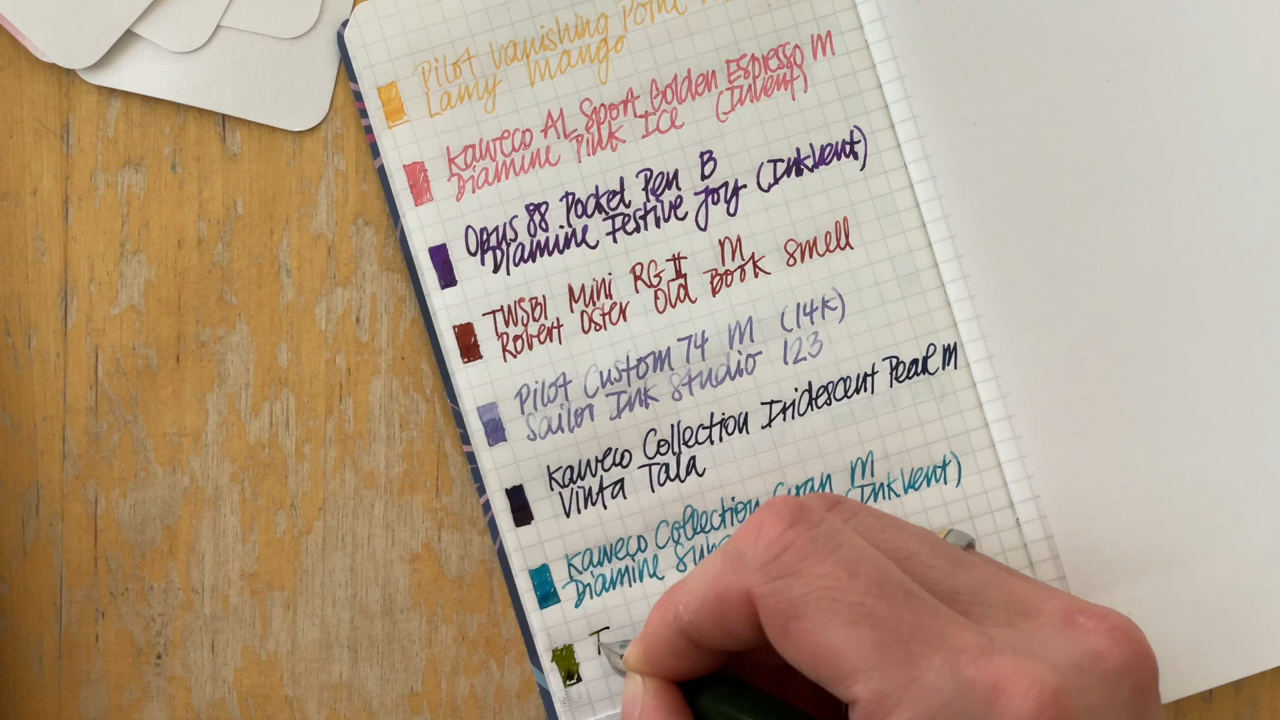 Pilot Vanishing Point
Lamy Mango
Kaweco AL Sport Golden Espresso M
Diamine Pink Ice (Invent)
Opus 88 Pocket Pen B
Diamine Festive Joy (Inkvent)
TWSBI Mini RG II M
Robert Oster Old Book Smell
Pilot Custom 74 M (14K)
Sailor Ink Studio 123
Kaweco Collection Iridescent Pearl M
Vinta Tala
Kaweco Collection Cyan M
Diamine (Inkvent)
T